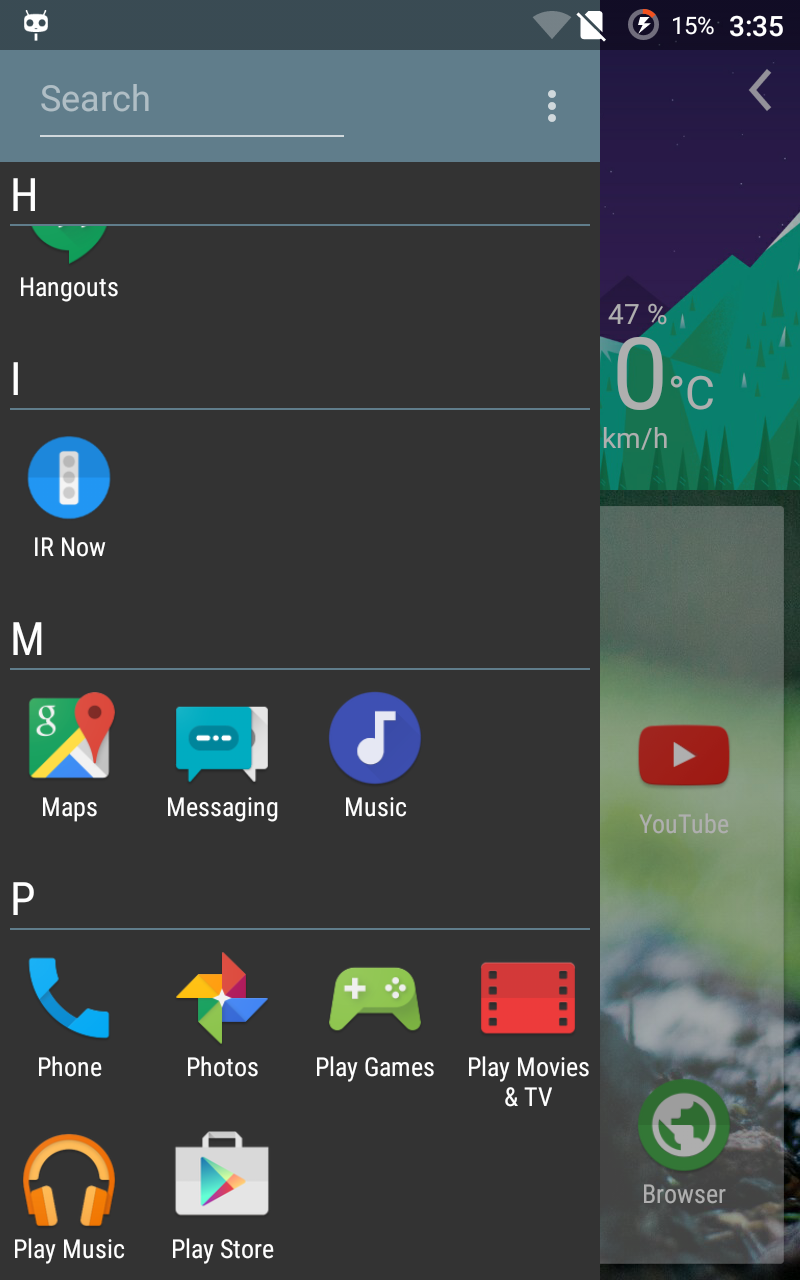 15% 3:35
Search
H
Hangouts
I
IR Now
M
Maps Messaging Music
P
Phone Photos Play Games Play Movies
& TV
Play Music Play Store
47 %
0°C
km/h
YouTube
Browser